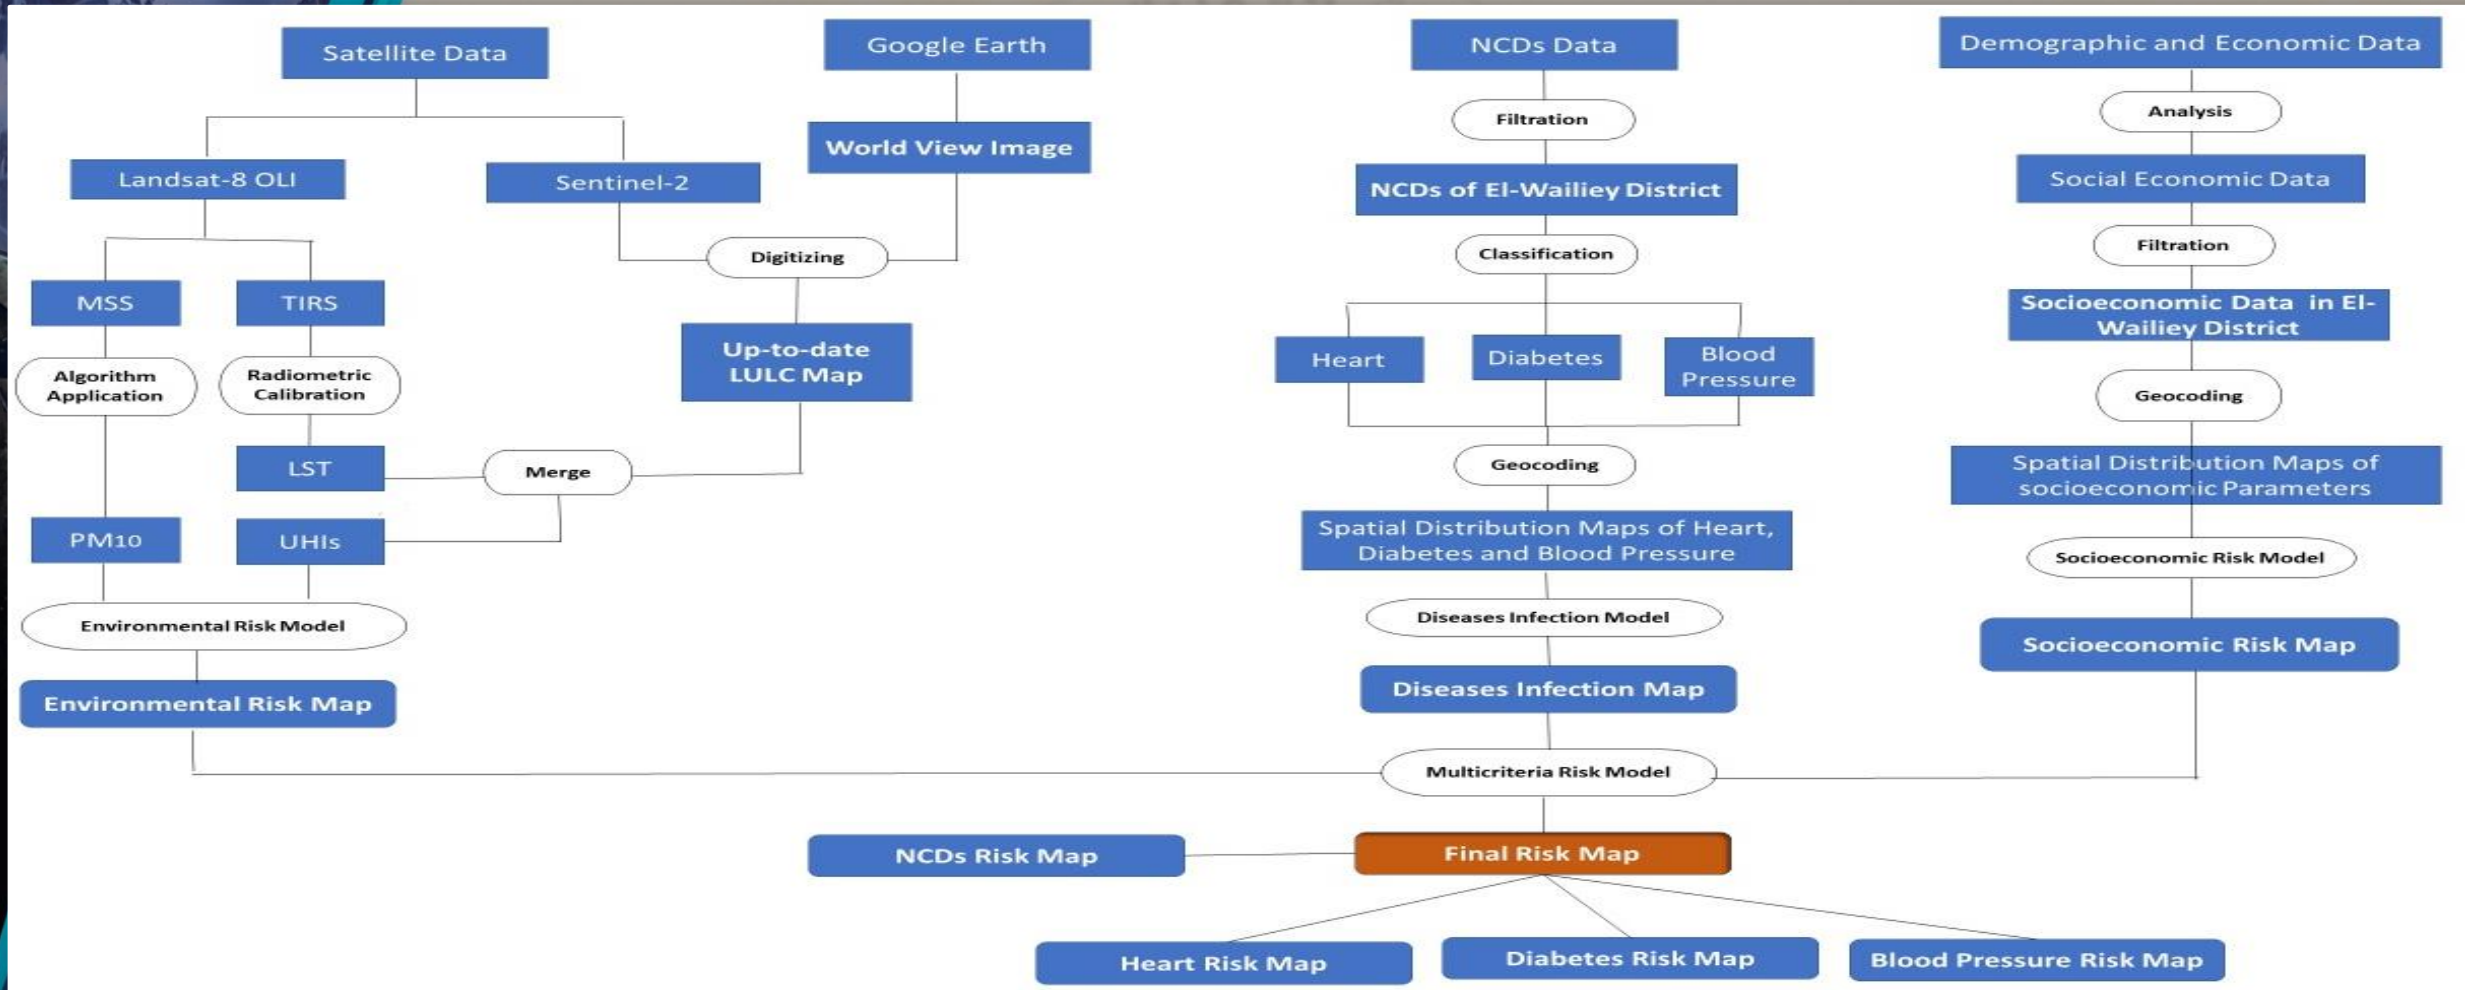 Satellite Data
Google Earth
NCDs Data
Demographic and Economic Data
Filtration
Analysis
World View Image
Landsat-8 OLI
Sentinel-2
NCDs of El-Wailiey District
Social Economic Data
Digitizing
Classification
Filtration
MSS
TIRS
Socioeconomic Data in El-
Wailiey District
Up-to-date
LULC Map
Heart
Diabetes
Blood
Pressure
Algorithm
Application
Radiometric
Calibration
Geocoding
LST
Merge
Geocoding
Spatial Distribution Maps of
socioeconomic Parameters
PM10
UHIs
Spatial Distribution Maps of Heart,
Diabetes and Blood Pressure
Socioeconomic Risk Model
Environmental Risk Model
Diseases Infection Model
Socioeconomic Risk Map
Environmental Risk Map
Diseases Infection Map
Multicriteria Risk Model
NCDs Risk Map
Final Risk Map
Heart Risk Map
Diabetes Risk Map
Blood Pressure Risk Map